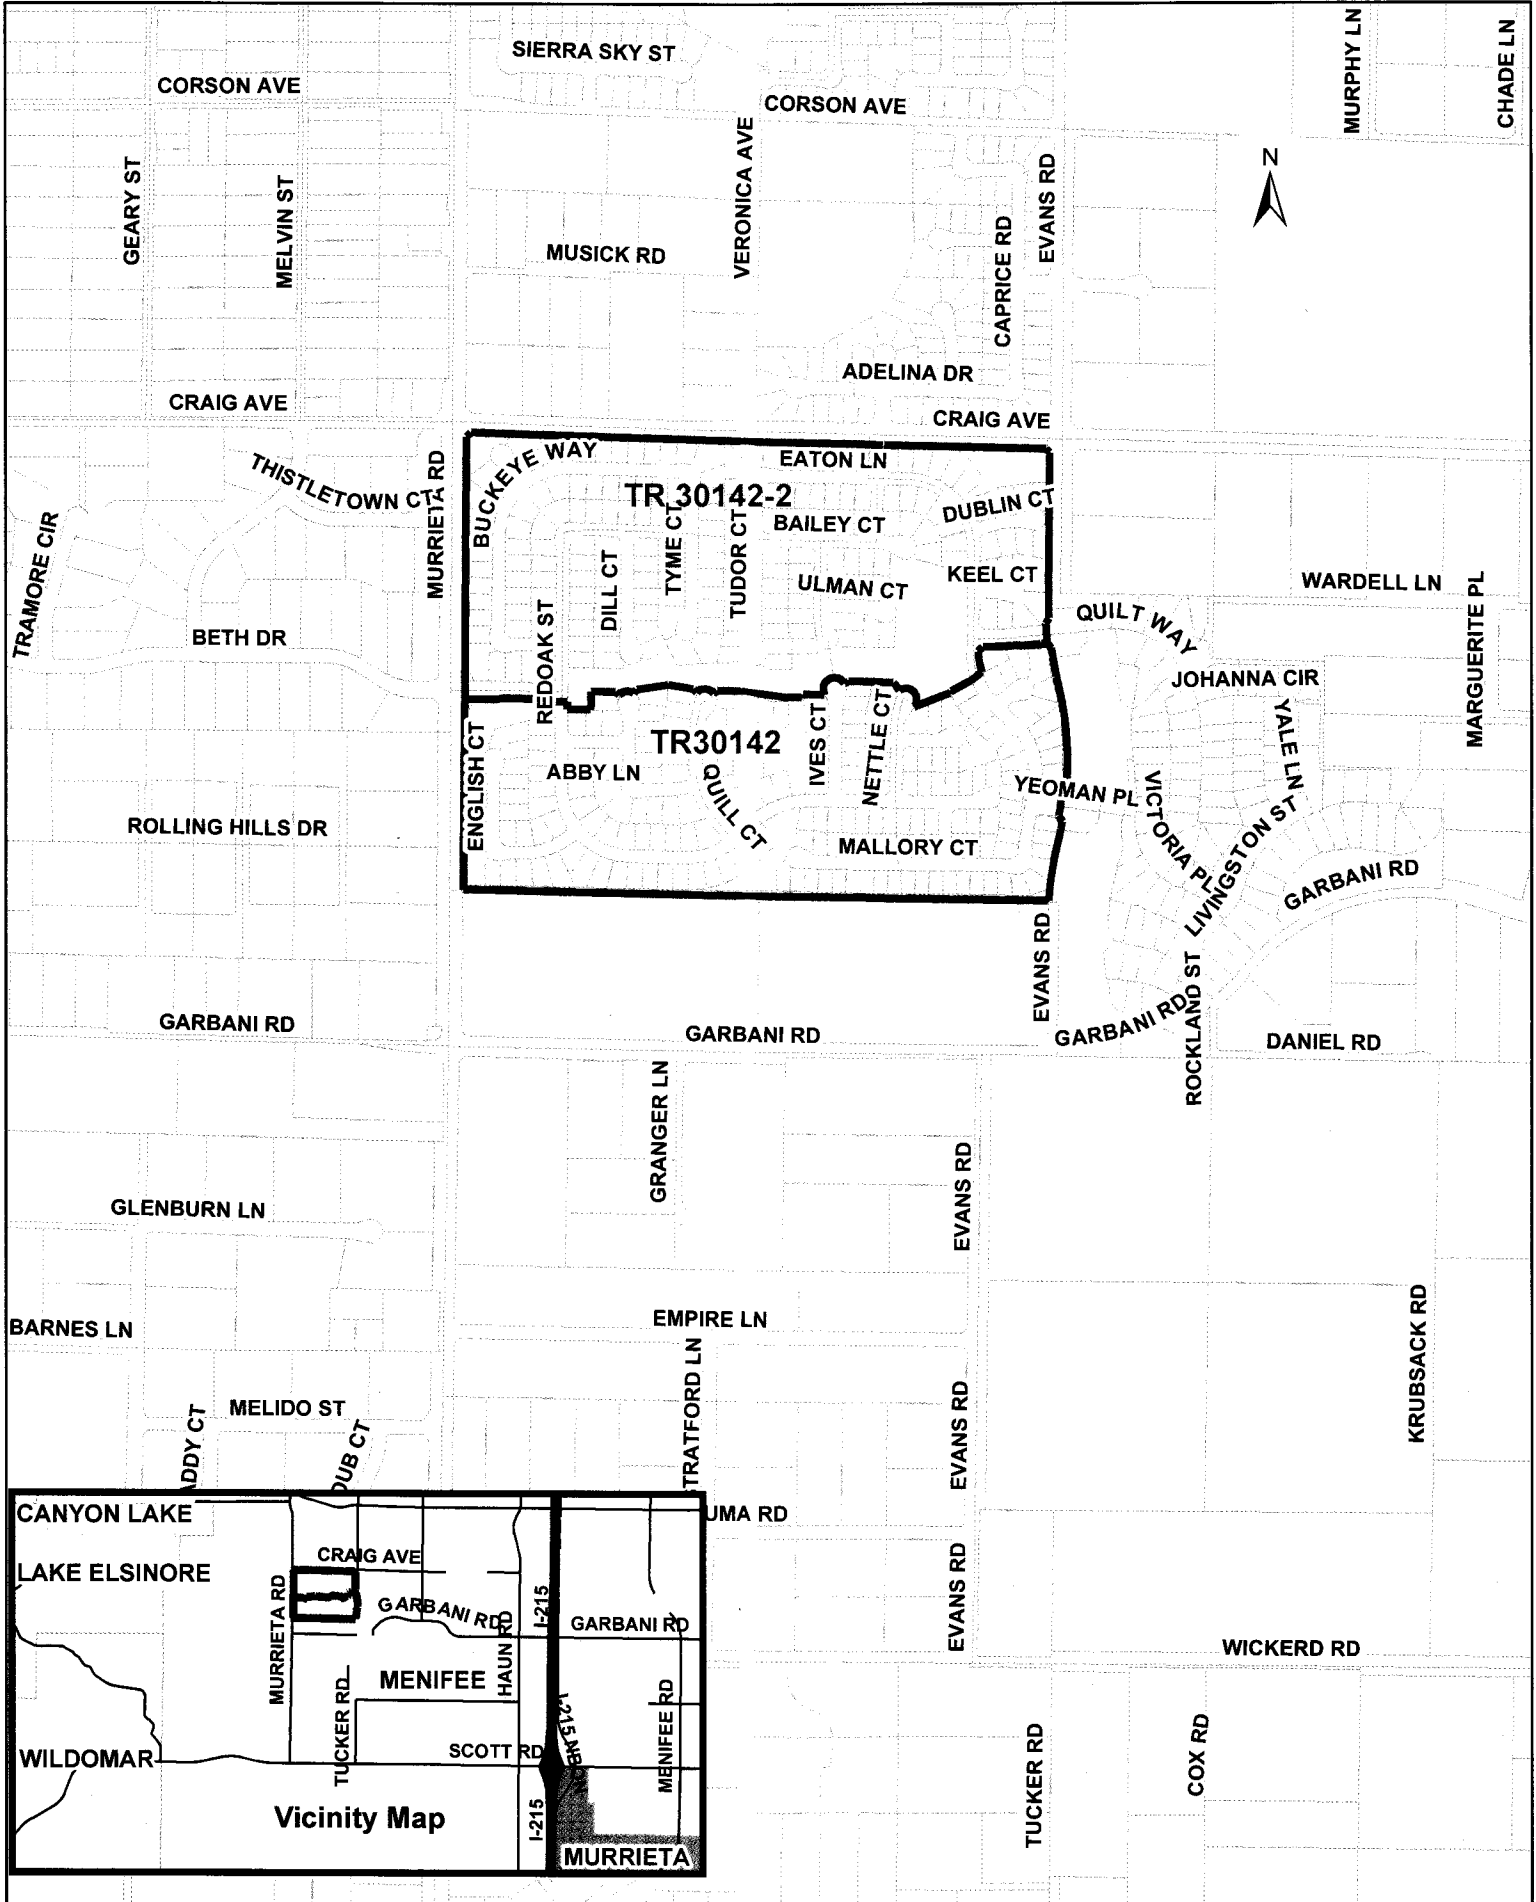 MURPHY LN
CHADE LN
SIERRA SKY ST
CORSON AVE
CORSON AVE
VERONICA AVE
GEARY ST
MELVIN ST
N
EVANS RD
CAPRICE RD
MUSICK RD
ADELINA DR
CRAIG AVE
CRAIG AVE
BUCKEYE WAY
EATON LN
THISTLETOWN CT
MURRIETA RD
TR 30142-2
DUBLIN CT
BAILEY CT
TYME CT
TUDOR CT
DILL CT
TRAMORE CIR
KEEL CT
ULMAN CT
WARDELL LN
MARGUERITE PL
QUILT WAY
BETH DR
REDOAK ST
JOHANNA CIR
YALE LN
NETTLE CT
IVES CT
TR30142
ENGLISH CT
ABBY LN
QUILL CT
YEOMAN PL
VICTORIA PL
LIVINGSTON ST
ROLLING HILLS DR
MALLORY CT
GARBANI RD
EVANS RD
ROCKLAND ST
GARBANI RD
GARBANI RD
GARBANI RD
DANIEL RD
GRANGER LN
EVANS RD
GLENBURN LN
EMPIRE LN
BARNES LN
KRUBSACK RD
TRATFORD LN
EVANS RD
MELIDO ST
ADDY CT
OUB CT
UMA RD
EVANS RD
WICKERD RD
TUCKER RD
COX RD
CANYON LAKE
LAKE ELSINORE
CRAIG AVE
MURRIETA RD
GARBANI RD
HAUN RD
I-215
GARBANI RD
MENIFEE
TUCKER RD
I-215 NB ON
MENIFEE RD
SCOTT RD
WILDOMAR
I-215
Vicinity Map
MURRIETA